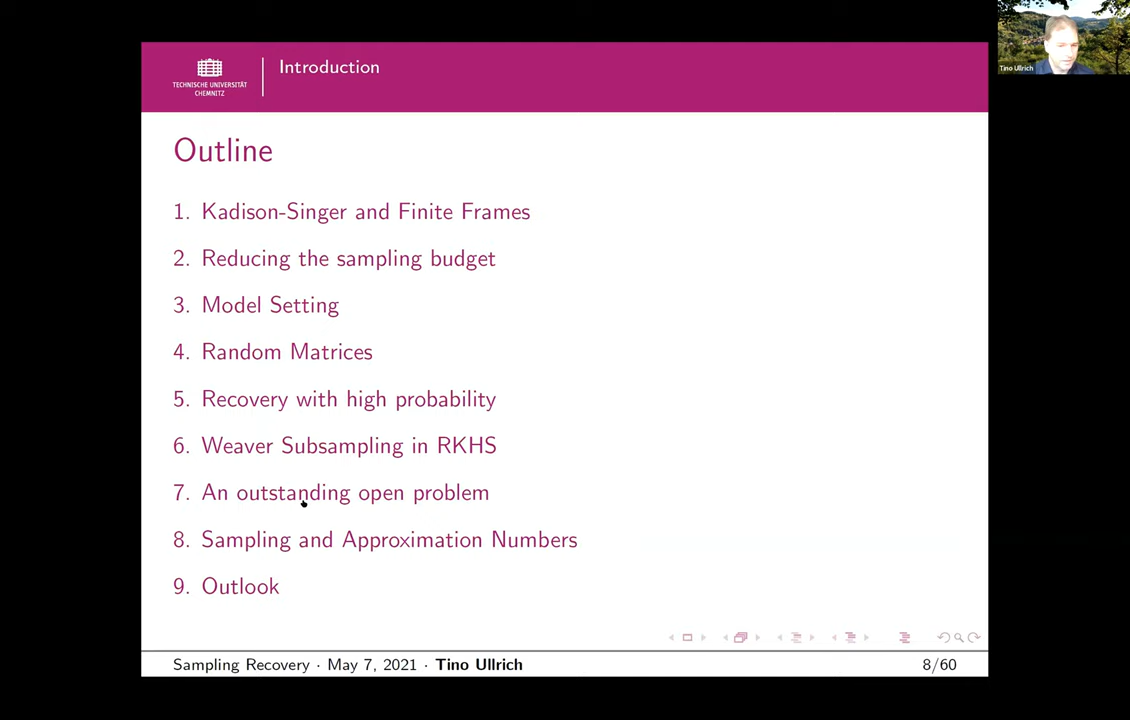 Tino Ullrich
TECHNISCHE UNIVERSITÄT
CHEMNITZ
Introduction
Outline
1. Kadison-Singer and Finite Frames
2. Reducing the sampling budget
3. Model Setting
4. Random Matrices
5. Recovery with high probability
6. Weaver Subsampling in RKHS
7. An outstanding open problem
8. Sampling and Approximation Numbers
9. Outlook
Sampling Recovery · May 7, 2021 · Tino Ullrich 8/60